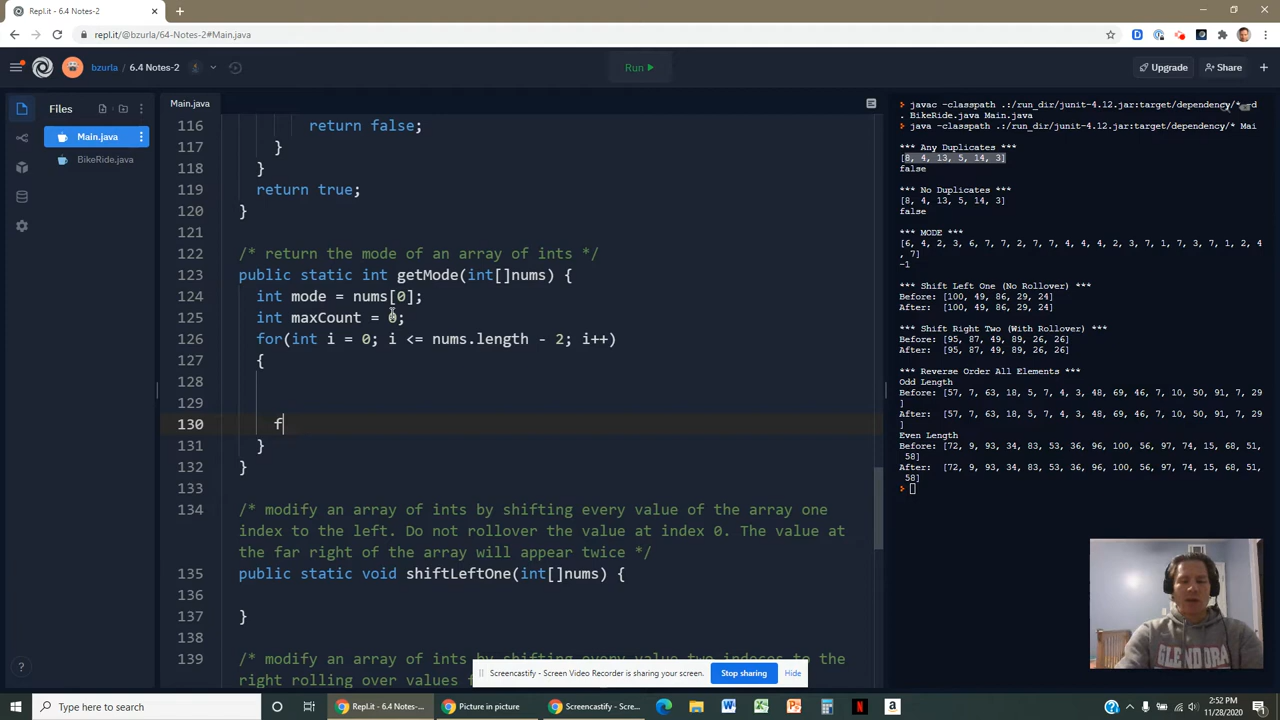 Repl.it - 6.4 Notes-2
repl.it/@bzurla/64-Notes-2#Main.java
bzurla / 6.4 Notes-2
Run
Upgrade
Share
Files
Main.java
BikeRide.java
Main.java
116 return false;
117 }
118 }
119 return true;
120 }
121
122 /* return the mode of an array of ints */
123 public static int getMode(int[]nums) {
124 int mode = nums[0];
125 int maxCount = 0;
126 for(int i = 0; i <= nums.length - 2; i++)
127 {
128
129
130 f
131 }
132 }
133
134 /* modify an array of ints by shifting every value of the array one
index to the left. Do not rollover the value at index 0. The value at
the far right of the array will appear twice */
135 public static void shiftLeftOne(int[]nums) {
136
137 }
138
139 /* modify an array of ints by shifting every value two indexes to the
right rolling over values f
javac -classpath .:/run_dir/junit-4.12.jar:target/dependency/* -d
. BikeRide.java Main.java
java -classpath .:/run_dir/junit-4.12.jar:target/dependency/* Mai
*** Any Duplicates ***
[8, 4, 13, 5, 14, 3]
false
*** No Duplicates ***
[8, 4, 13, 5, 14, 3]
false
*** MODE ***
[6, 4, 2, 3, 6, 7, 7, 2, 7, 7, 4, 4, 4, 2, 3, 7, 1, 7, 3, 7, 1, 2, 4
, 7]
-1
*** Shift Left One (No Rollover)
Before: [100, 49, 86, 29, 24]
After: [100, 49, 86, 29, 24]
*** Shift Right Two (With Rollover)
Before: [95, 87, 49, 89, 26, 26]
After: [95, 87, 49, 89, 26, 26]
*** Reverse Order All Elements
Odd Length
Before: [57, 7, 63, 18, 5, 7, 4, 3, 48, 69, 46, 7, 10, 50, 91, 7, 29
]
After: [57, 7, 63, 18, 5, 7, 4, 3, 48, 69, 46, 7, 10, 50, 91, 7, 29
]
Even Length
Before: [72, 9, 93, 34, 83, 53, 36, 96, 100, 56, 97, 74, 15, 68, 51,
58]
After: [72, 9, 93, 34, 83, 53, 36, 96, 100, 56, 97, 74, 15, 68, 51,
58]
GLENDORA
Screencastify - Screen Video Recorder is sharing your screen.
Stop sharing
Hide
Type here to search
Repl.it - 6.4 Notes-...
Picture in picture
Screencastify - Scree...
2:52 PM
11/28/2020